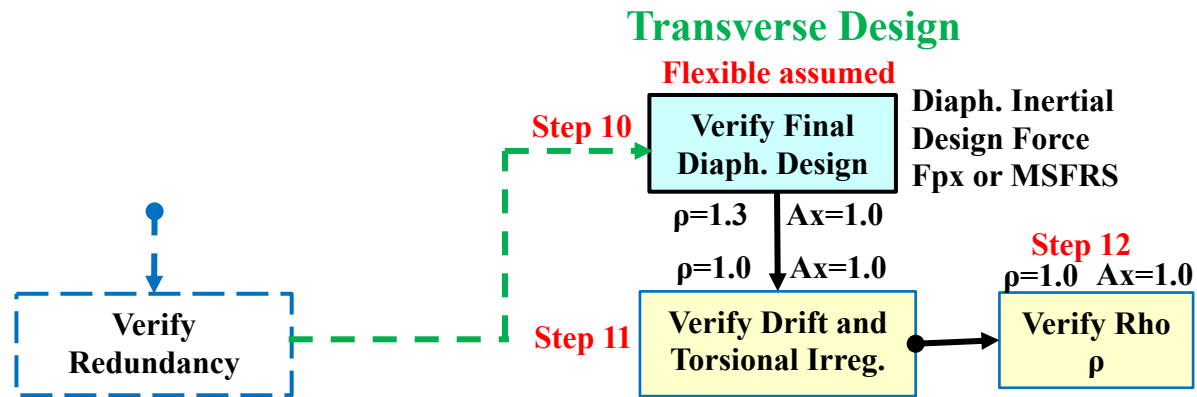 Transverse Design
Flexible assumed
Step 10
Verify Final
Diaph. Design
Diaph. Inertial
Design Force
Fpx or MSFRS
ρ=1.3 Ax=1.0
ρ=1.0 Ax=1.0
Verify
Redundancy
Step 11
Verify Drift and
Torsional Irreg.
Step 12
ρ=1.0 Ax=1.0
Verify Rho
ρ